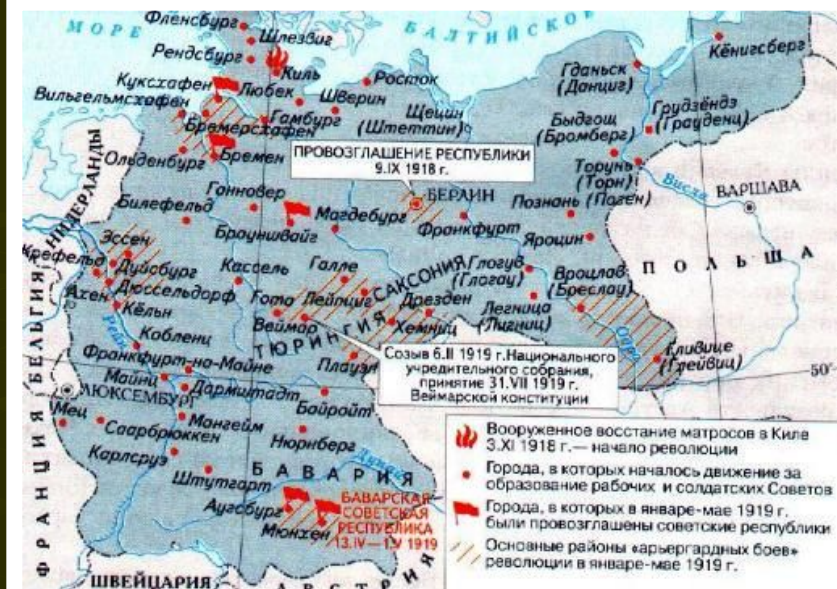 МОРЕ
БАЛТИЙСКОЕ
Фленсбург
Шлезвиг
Рендсбург
Киль
Кёнигсберг
Куксхафен
Любек
Росток
Гданьск
(Данциг)
Вильгельмсхафен
Шверин
Щецин
(Штеттин)
Грудзёндз
(Грауденц)
Бремерсхафен
Гамбург
Быдгощ
(Бромберг)
Ольденбург
Бремен
ПРОВОЗГЛАШЕНИЕ РЕСПУБЛИКИ
9.IX 1918 г.
Торунь
(Торн)
Висла
ВАРШАВА
НИДЕРЛАНДЫ
Ганновер
БЕРЛИН
Познань
(Поген)
Билефельд
Брауншвайг
Магдебург
Франкфурт
Яроцин
ПОЛЬША
Эссен
Крефельд
Дуйсбург
Кассель
Галле
САКСОНИЯ
Глогув
(Глогау)
Вроцлав
(Бреслау)
Дюссельдорф
Гота
Лейпциг
Дрезден
Ахен
Кёльн
Веймар
Хемниц
Легница
(Лигниц)
БЕЛЬГИЯ
Рейн
ТЮРИНГИЯ
Одра
Кобленц
Гливице
(Глейвиц)
Франкфурт-на-Майне
Плауэн
Созыв 6.II 1919 г. Национального
учредительного собрания,
принятие 31.VII 1919 г.
Веймарской конституции
50°
Майнц
ЛЮКСЕМБУРГ
Дармштадт
Байройт
Мец
Мангейм
Саарбрюккен
Нюрнберг
Карлсруэ
БАВАРИЯ
Дунай
Штутгарт
ФРАНЦИЯ
Аугсбург
БАВАРСКАЯ
СОВЕТСКАЯ
РЕСПУБЛИКА
13.IV—1.V 1919
Мюнхен
ШВЕЙЦАРИЯ
АВСТРИЯ
Вооруженное восстание матросов в Киле
3.XI 1918 г.— начало революции
Города, в которых началось движение за
образование рабочих и солдатских Советов
Города, в которых в январе-мае 1919 г.
были провозглашены советские республики
Основные районы «арьергардных боев»
революции в январе-мае 1919 г.